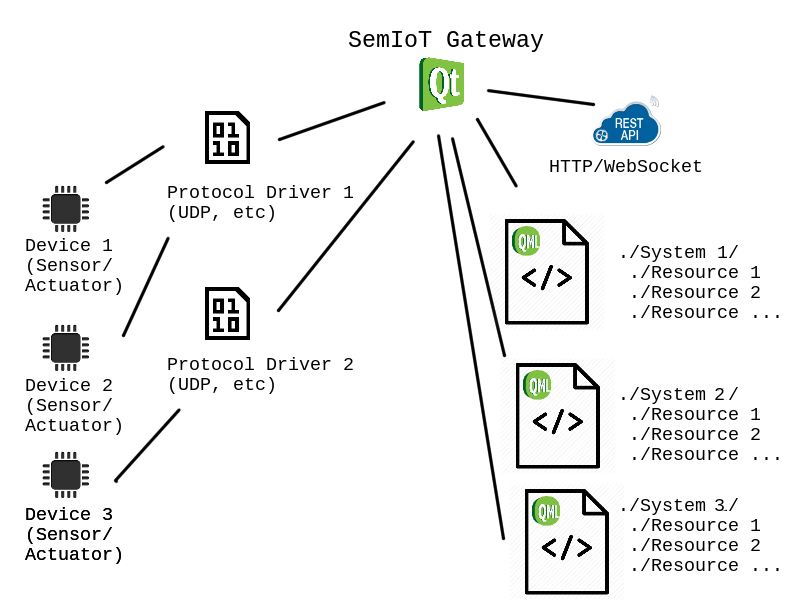 SemIoT Gateway
Qt
REST
API
HTTP/WebSocket
01
10
Protocol Driver 1
(UDP, etc)
Device 1
(Sensor/
Actuator)
01
10
Protocol Driver 2
(UDP, etc)
Device 2
(Sensor/
Actuator)
Device 3
(Sensor/
Actuator)
QML
</>
./System 1/
./Resource 1
./Resource 2
./Resource ...
QML
</>
./System 2/
./Resource 1
./Resource 2
./Resource ...
QML
</>
./System 3/
./Resource 1
./Resource 2
./Resource ...